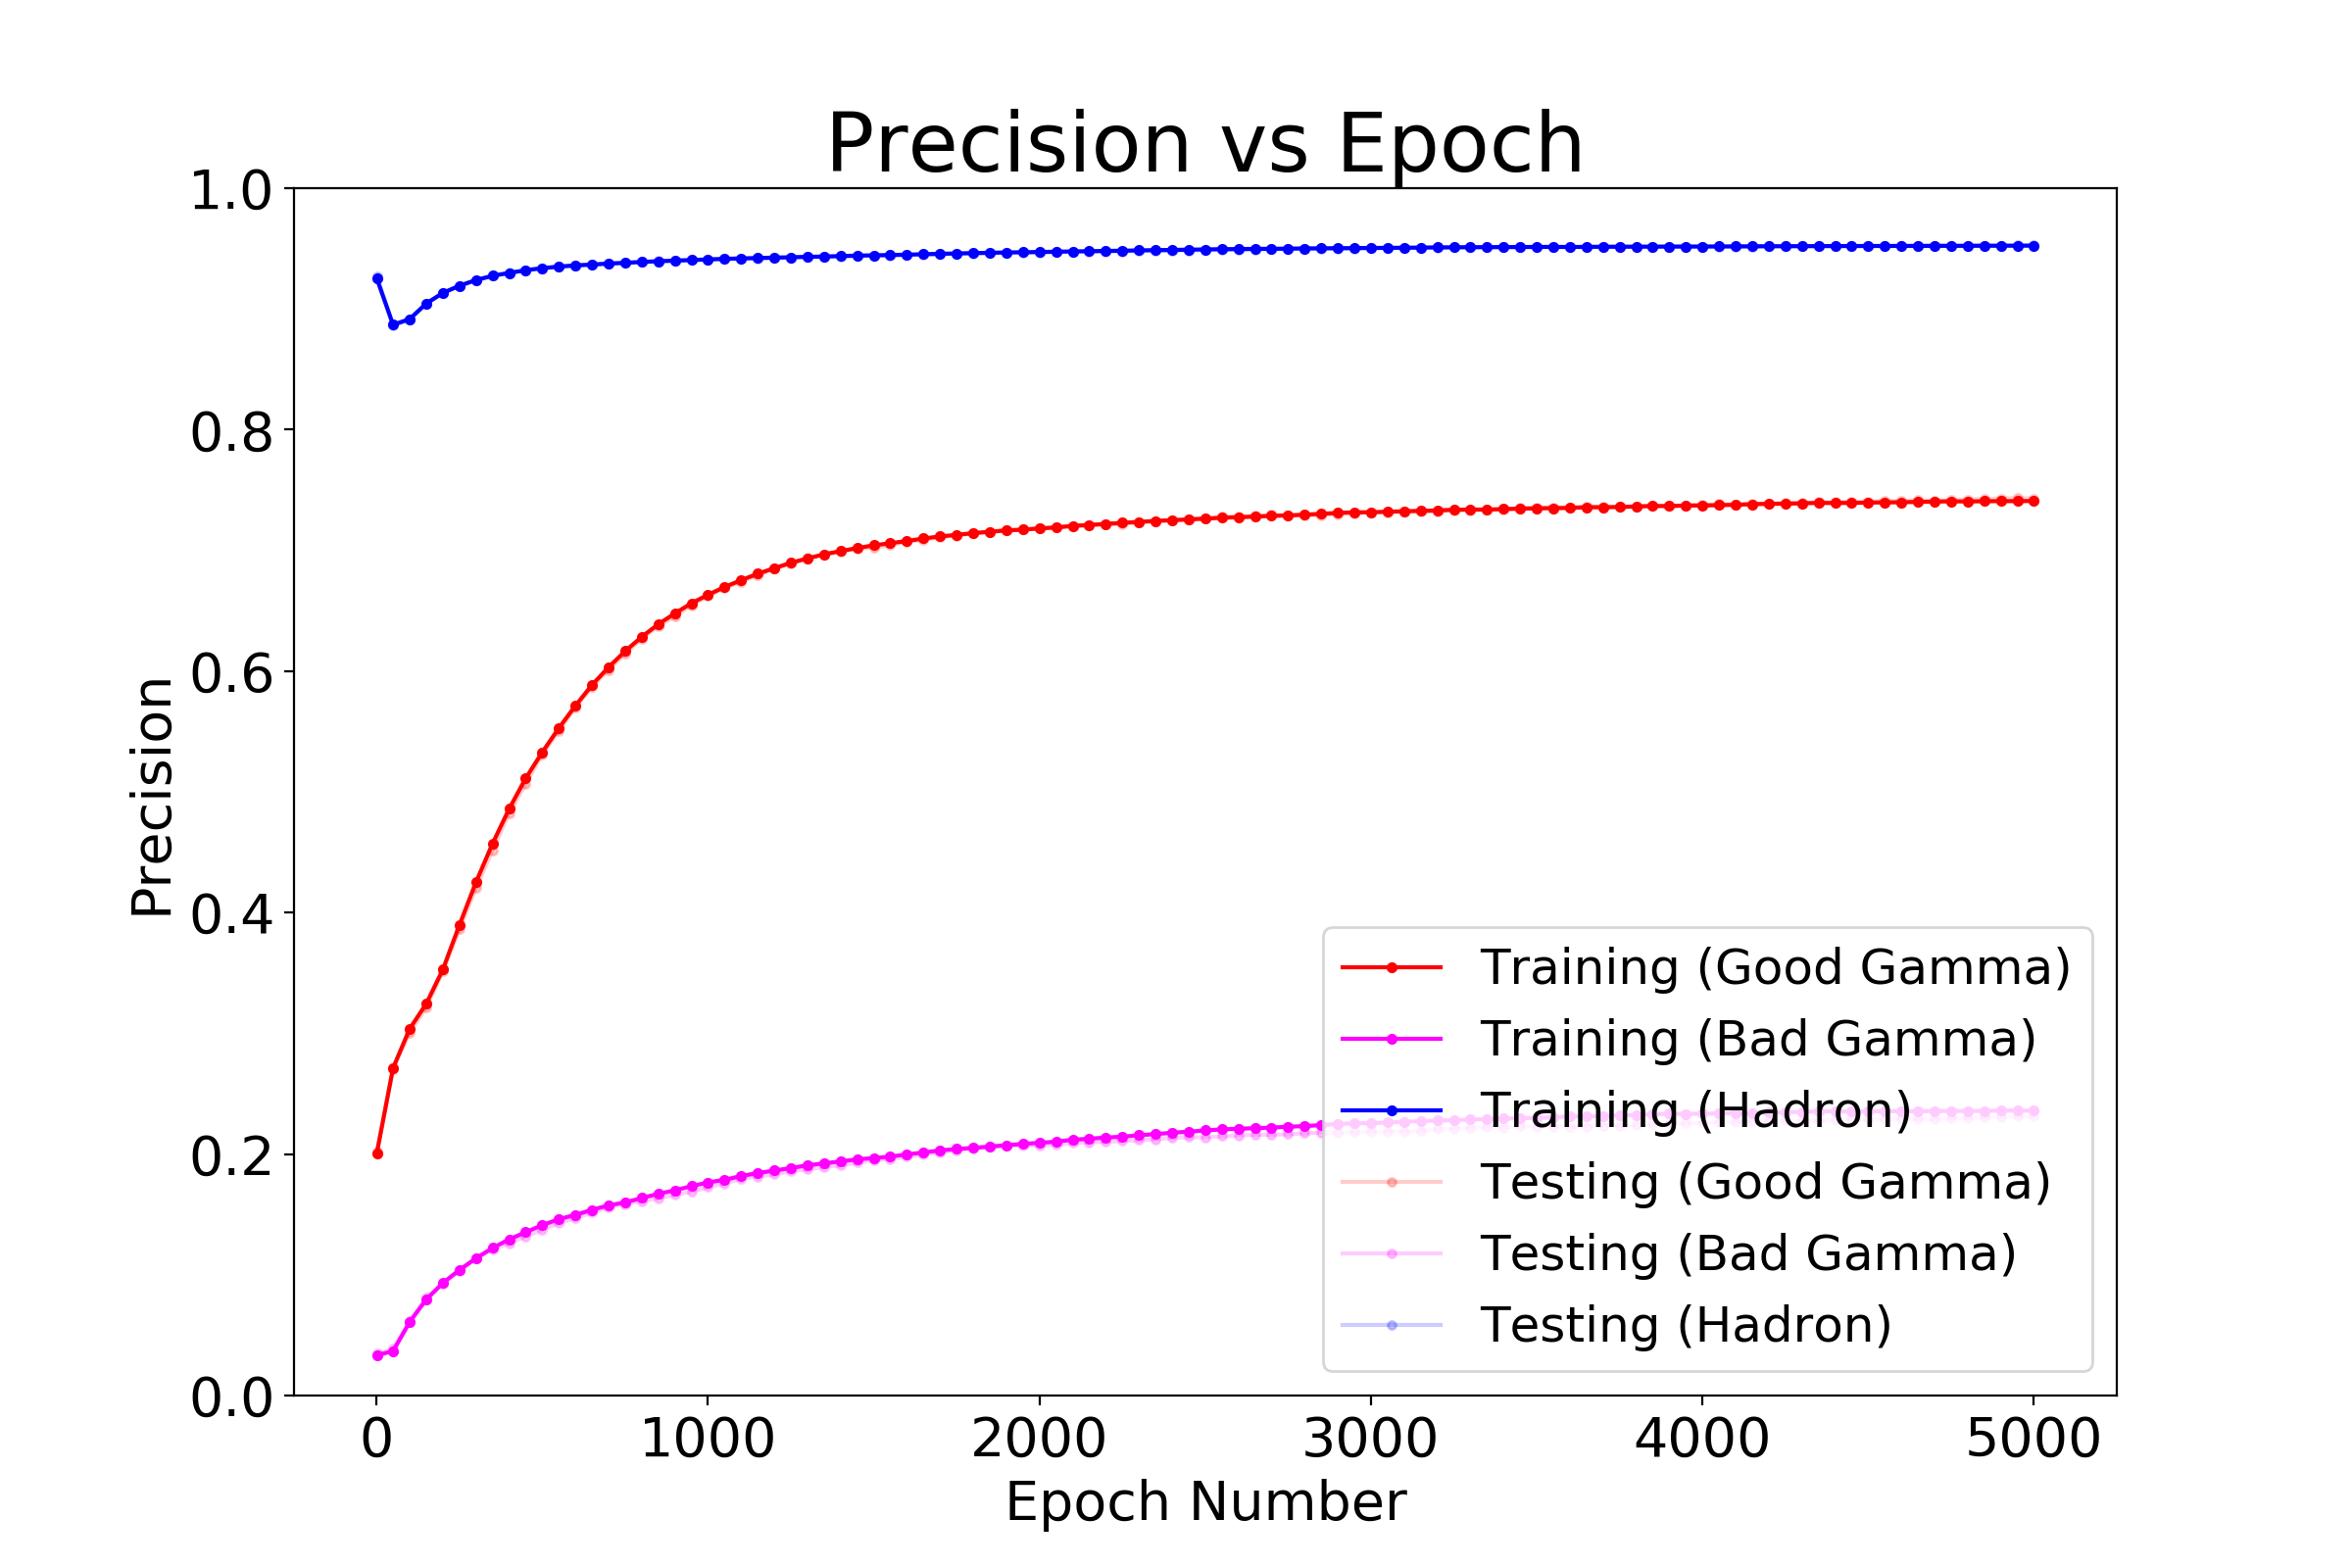 Precision vs Epoch
1.0
0.8
0.6
0.4
0.2
0.0
Precision
Training (Good Gamma)
Training (Bad Gamma)
Training (Hadron)
Testing (Good Gamma)
Testing (Bad Gamma)
Testing (Hadron)
0 1000 2000 3000 4000 5000
Epoch Number